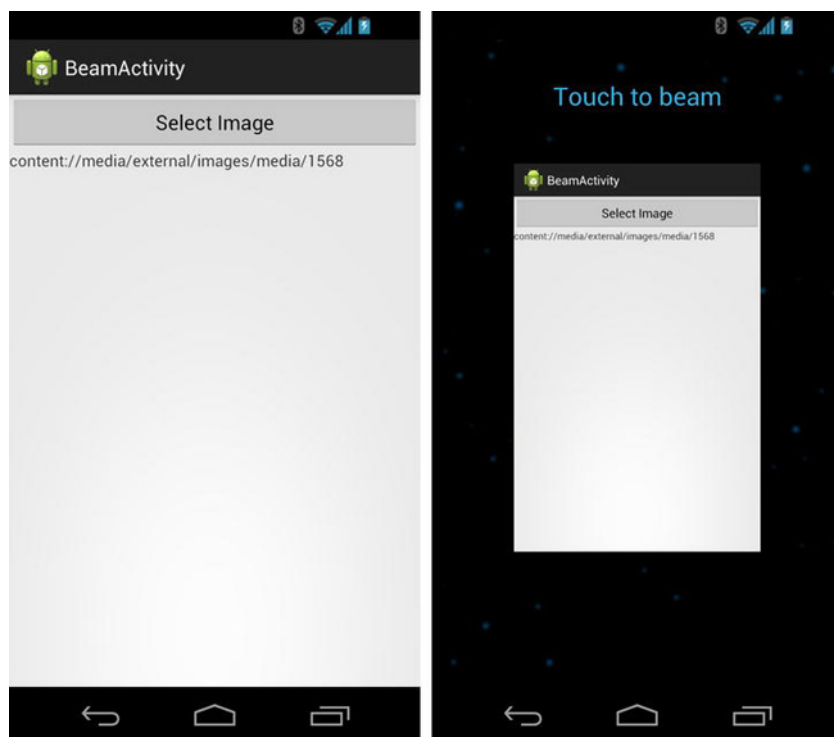 BeamActivity
Select Image
content://media/external/images/media/1568
Touch to beam
BeamActivity
Select Image
content://media/external/images/media/1568